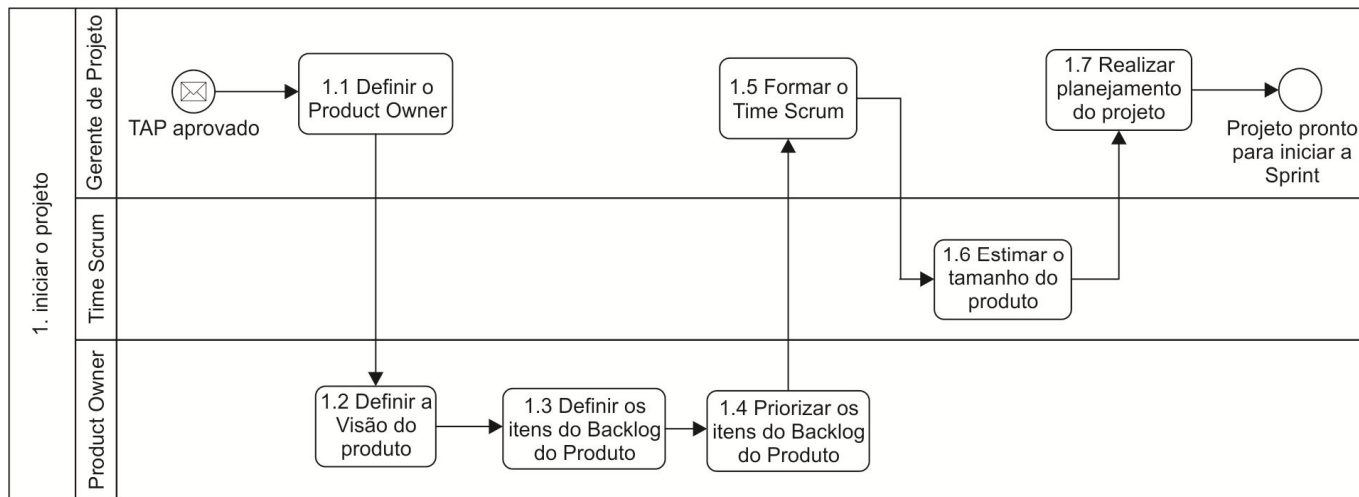 1. iniciar o projeto
Gerente de Projeto
TAP aprovado
1.1 Definir o
Product Owner
1.5 Formar o
Time Scrum
1.7 Realizar
planejamento
do projeto
Projeto pronto
para iniciar a
Sprint
Time Scrum
1.6 Estimar o
tamanho do
produto
Product Owner
1.2 Definir a
Visão do
produto
1.3 Definir os
itens do Backlog
do Produto
1.4 Priorizar os
itens do Backlog
do Produto